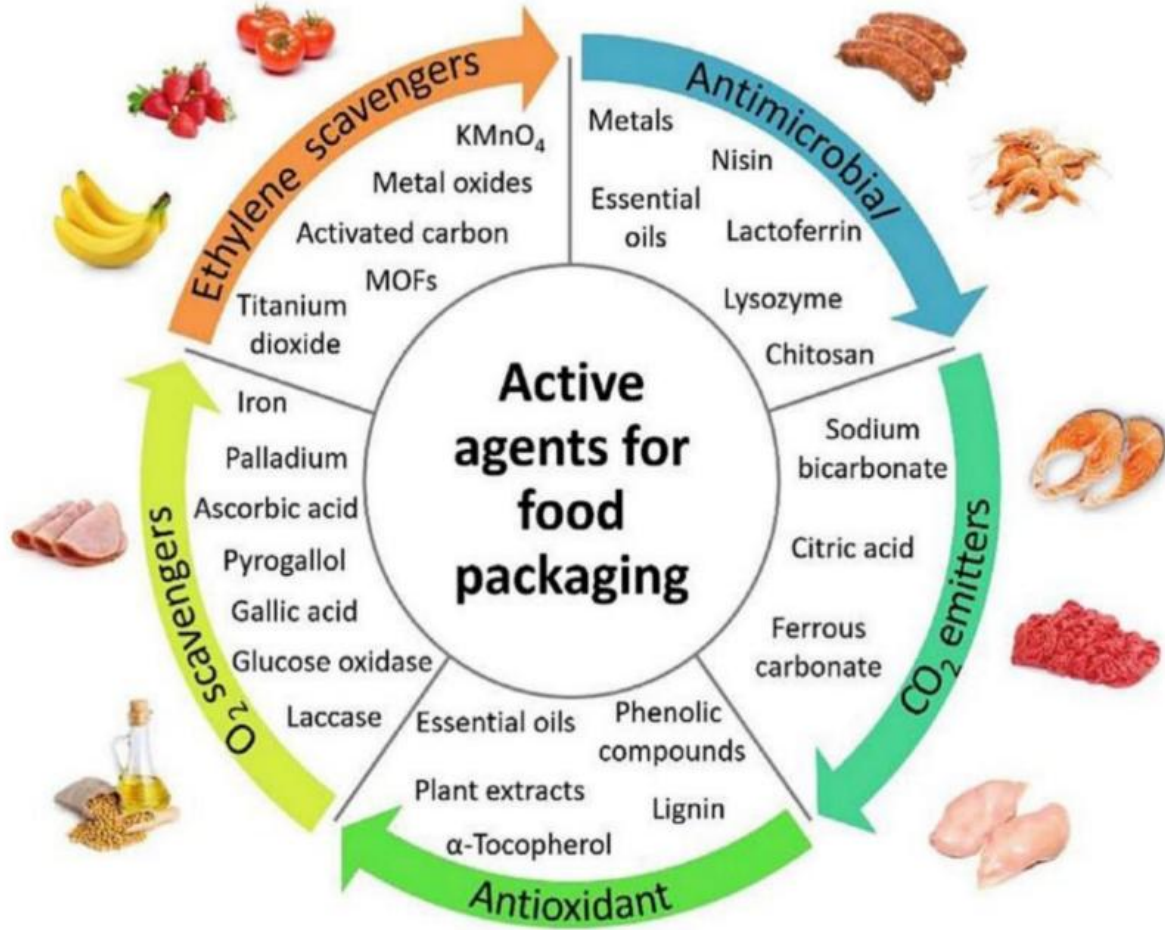 Active
agents for
food
packaging
Antimicrobial
Metals
Nisin
Essential
oils
Lactoferrin
Lysozyme
Chitosan
CO₂ emitters
Sodium
bicarbonate
Citric acid
Ferrous
carbonate
Antioxidant
Essential oils
Phenolic
compounds
Plant extracts
Lignin
α-Tocopherol
O₂ scavengers
Iron
Palladium
Ascorbic acid
Pyrogallol
Gallic acid
Glucose oxidase
Laccase
Ethylene scavengers
KMnO₄
Metal oxides
Activated carbon
MOFs
Titanium
dioxide